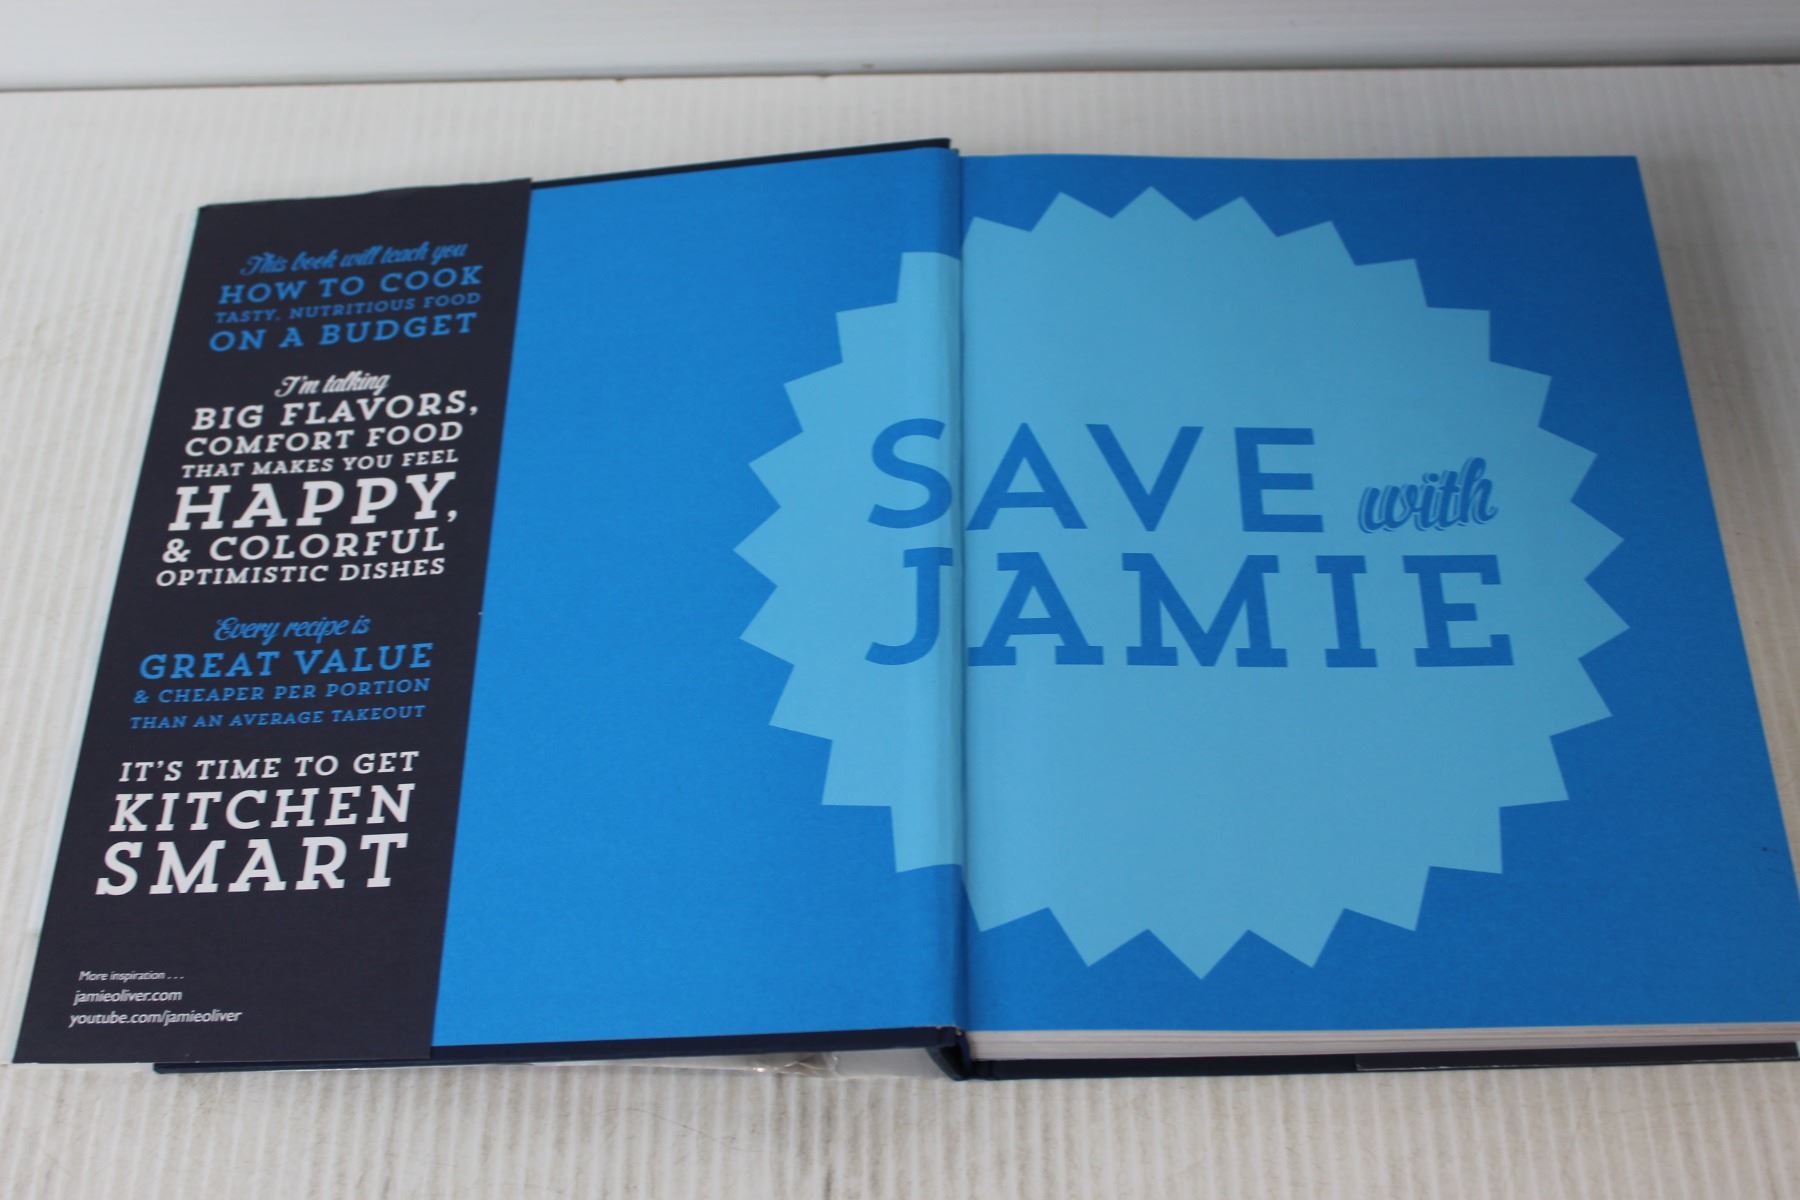 This book will teach you
HOW TO COOK
TASTY, NUTRITIOUS FOOD
ON A BUDGET
I'm talking
BIG FLAVORS,
COMFORT FOOD
THAT MAKES YOU FEEL
HAPPY,
& COLORFUL
OPTIMISTIC DISHES
Every recipe is
GREAT VALUE
& CHEAPER PER PORTION
THAN AN AVERAGE TAKEOUT
IT'S TIME TO GET
KITCHEN
SMART
More inspiration . . .
jamieoliver.com
youtube.com/jamieoliver
SAVE with
JAMIE